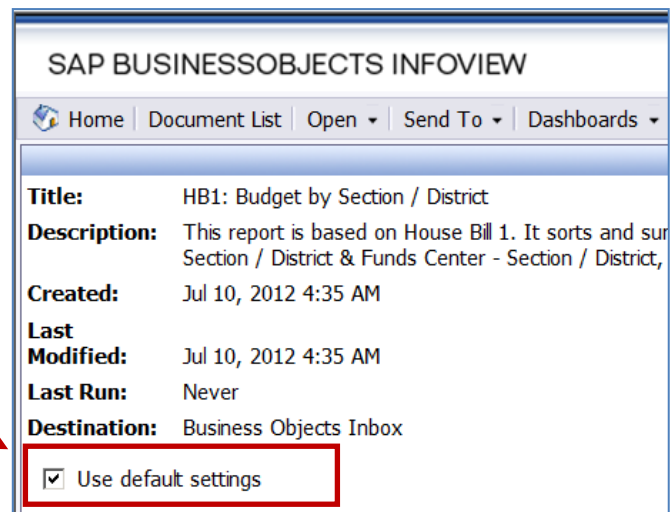 SAP BUSINESSOBJECTS INFOVIEW
Home Document List Open Send To Dashboards
Title: HB1: Budget by Section / District
Description: This report is based on House Bill 1. It sorts and
Section / District & Funds Center - Section / District,
Created: Jul 10, 2012 4:35 AM
Last
Modified: Jul 10, 2012 4:35 AM
Last Run: Never
Destination: Business Objects Inbox
Use default settings